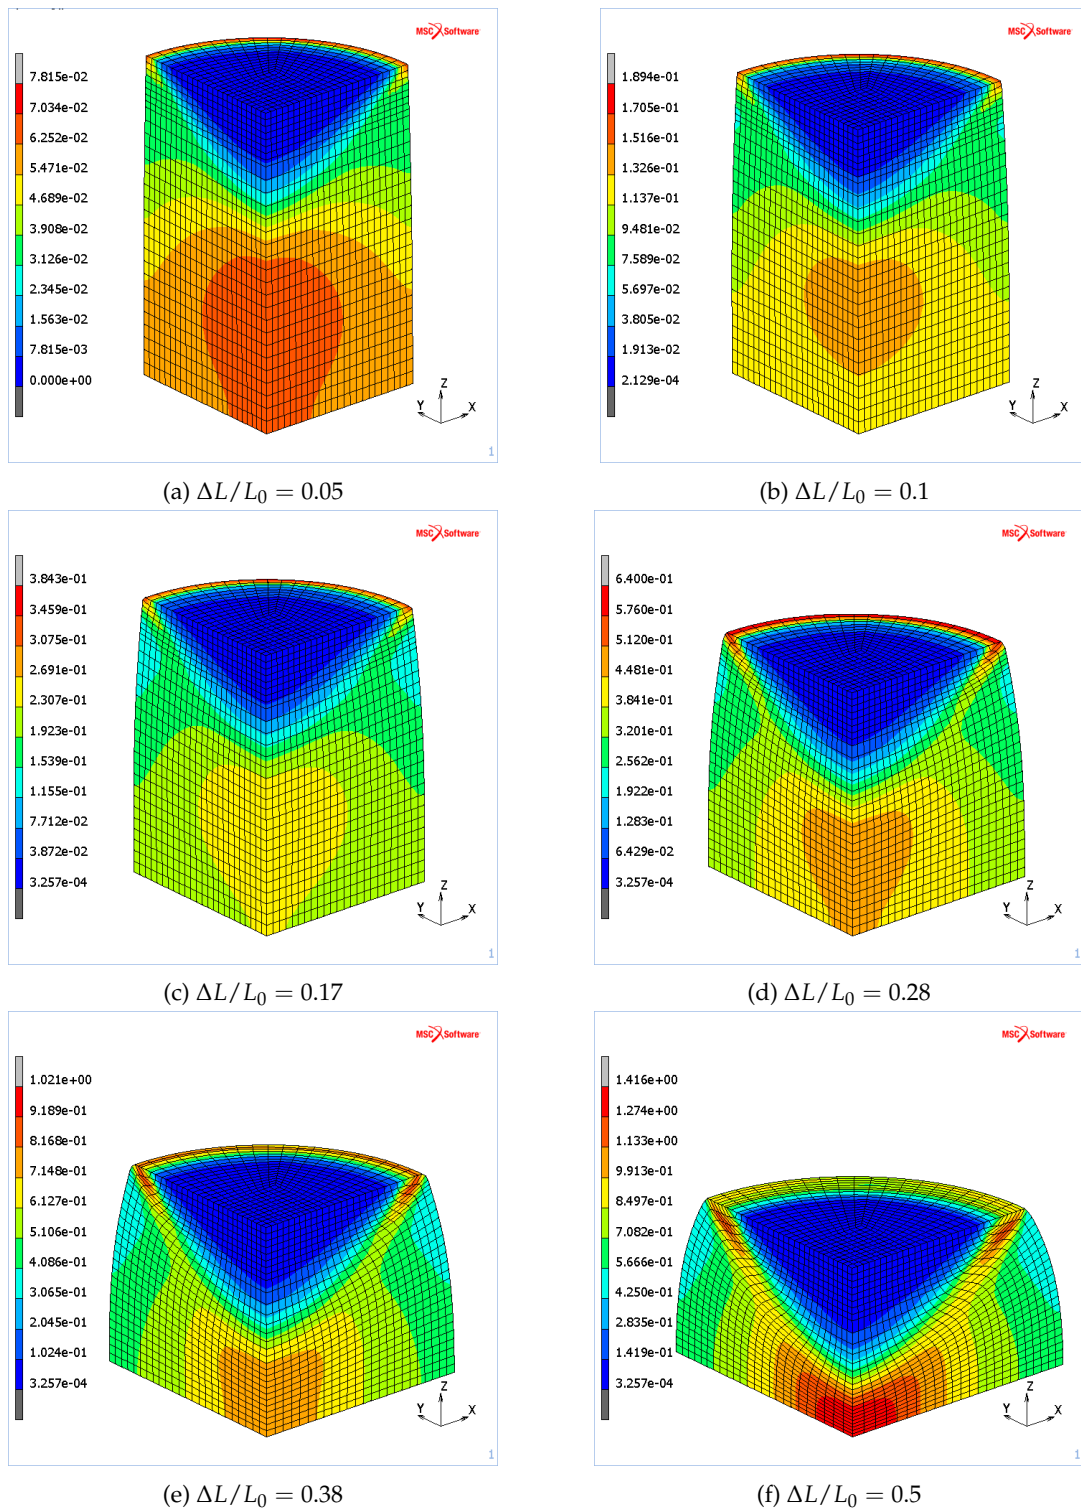 MSC Software
7.815e-02
7.034e-02
6.252e-02
5.471e-02
4.689e-02
3.908e-02
3.126e-02
2.345e-02
1.563e-02
7.815e-03
0.000e+00
Z
Y
X
1
(a) ΔL/L₀ = 0.05
MSC Software
1.894e-01
1.705e-01
1.516e-01
1.326e-01
1.137e-01
9.481e-02
7.589e-02
5.697e-02
3.805e-02
1.913e-02
2.129e-04
Z
Y
X
(b) ΔL/L₀ = 0.1
MSC Software
3.843e-01
3.459e-01
3.075e-01
2.691e-01
2.307e-01
1.923e-01
1.539e-01
1.155e-01
7.712e-02
3.872e-02
3.257e-04
Z
Y
X
1
(c) ΔL/L₀ = 0.17
MSC Software
6.400e-01
5.760e-01
5.120e-01
4.481e-01
3.841e-01
3.201e-01
2.562e-01
1.922e-01
1.283e-01
6.429e-02
3.257e-04
Z
Y
X
1
(d) ΔL/L₀ = 0.28
MSC Software
1.021e+00
9.189e-01
8.168e-01
7.148e-01
6.127e-01
5.106e-01
4.086e-01
3.065e-01
2.045e-01
1.024e-01
3.257e-04
Z
Y
X
1
(e) ΔL/L₀ = 0.38
MSC Software
1.416e+00
1.274e+00
1.133e+00
9.913e-01
8.497e-01
7.082e-01
5.666e-01
4.250e-01
2.835e-01
1.419e-01
3.257e-04
Z
Y
X
1
(f) ΔL/L₀ = 0.5